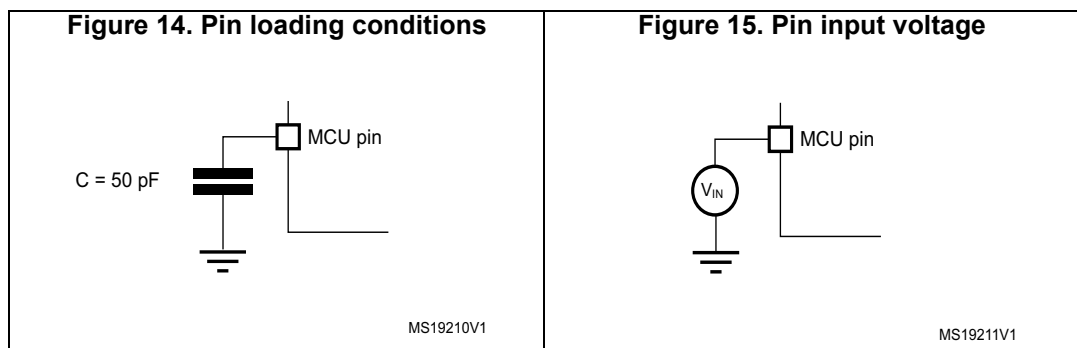 Figure 14. Pin loading conditions
MCU pin
C = 50 pF
MS19210V1
Figure 15. Pin input voltage
MCU pin
VIN
MS19211V1